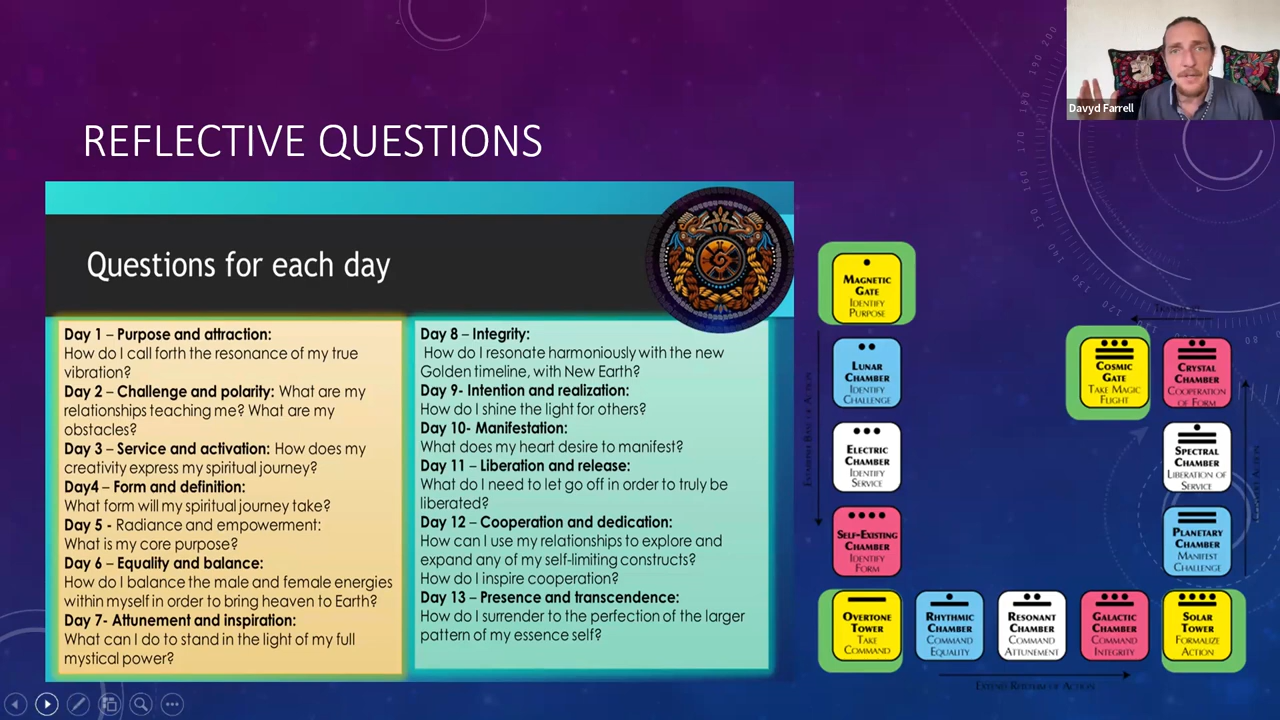 Davyd Farrell
REFLECTIVE QUESTIONS
Questions for each day
Day 1 – Purpose and attraction:
How do I call forth the resonance of my true
vibration?
Day 2 – Challenge and polarity: What are my
relationships teaching me? What are my
obstacles?
Day 3 – Service and activation: How does my
creativity express my spiritual journey?
Day4 – Form and definition:
What form will my spiritual journey take?
Day 5 - Radiance and empowerment:
What is my core purpose?
Day 6 – Equality and balance:
How do I balance the male and female energies
within myself in order to bring heaven to Earth?
Day 7- Attunement and inspiration:
What can I do to stand in the light of my full
mystical power?
Day 8 – Integrity:
How do I resonate harmoniously with the new
Golden timeline, with New Earth?
Day 9- Intention and realization:
How do I shine the light for others?
Day 10- Manifestation:
What does my heart desire to manifest?
Day 11 – Liberation and release:
What do I need to let go off in order to truly be
liberated?
Day 12 – Cooperation and dedication:
How can I use my relationships to explore and
expand any of my self-limiting constructs?
How do I inspire cooperation?
Day 13 – Presence and transcendence:
How do I surrender to the perfection of the larger
pattern of my essence self?
MAGNETIC
GATE
IDENTIFY
PURPOSE
LUNAR
CHAMBER
IDENTIFY
CHALLENGE
ELECTRIC
CHAMBER
IDENTIFY
SERVICE
SELF-EXISTING
CHAMBER
IDENTIFY
FORM
OVERTONE
TOWER
TAKE
COMMAND
RHYTHMIC
CHAMBER
COMMAND
EQUALITY
RESONANT
CHAMBER
COMMAND
ATTUNEMENT
GALACTIC
CHAMBER
COMMAND
INTEGRITY
SOLAR
TOWER
FORMALIZE
ACTION
PLANETARY
CHAMBER
MANIFEST
CHALLENGE
SPECTRAL
CHAMBER
LIBERATION OF
SERVICE
CRYSTAL
CHAMBER
COOPERATION
OF FORM
COSMIC
GATE
TAKE MAGIC
FLIGHT
EXTEND RHYTHM OF ACTION
200
190
180
170
160
150